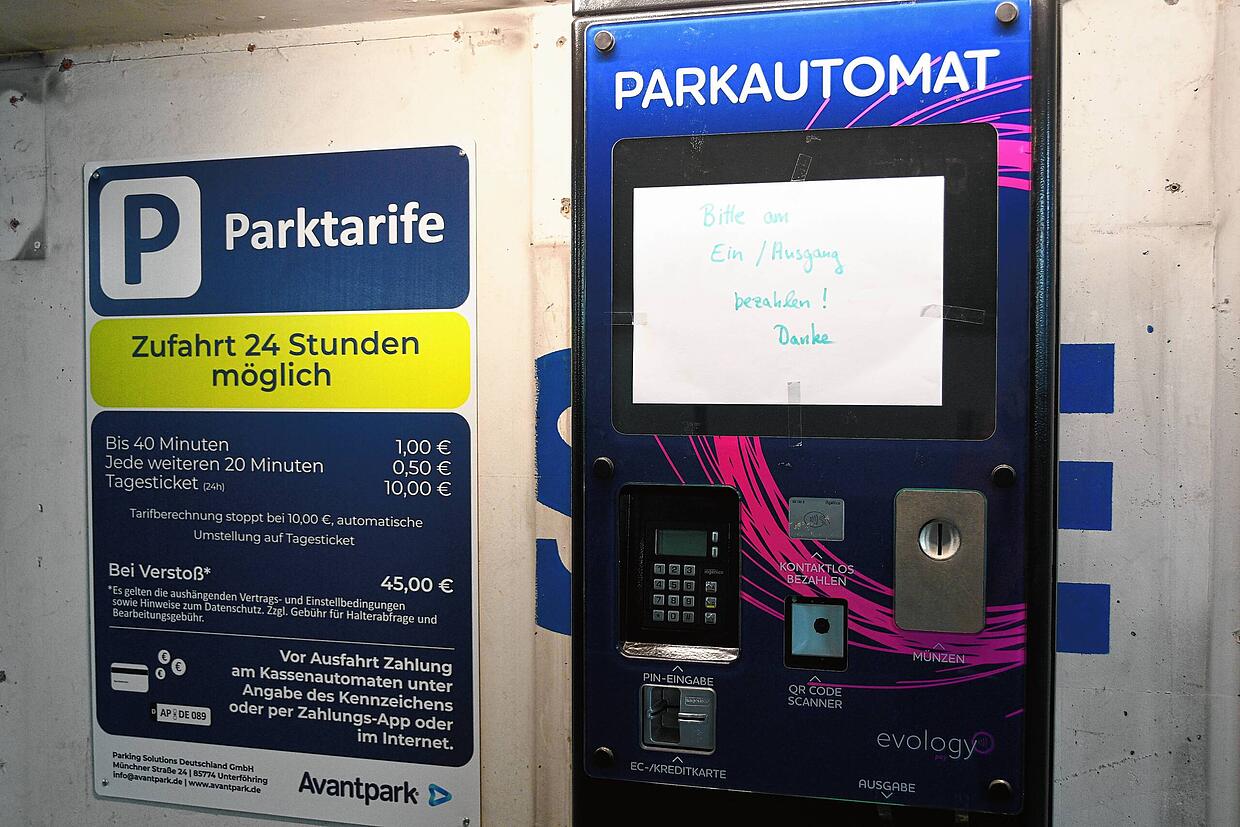 P
Parktarife
Zufahrt 24 Stunden
möglich
Bis 40 Minuten 1,00 €
Jede weiteren 20 Minuten 0,50 €
Tagesticket (24h) 10,00 €
Tarifberechnung stoppt bei 10,00 €, automatische
Umstellung auf Tagesticket
Bei Verstoß* 45,00 €
*Es gelten die aushängenden Vertrags- und Einstellbedingungen
sowie Hinweise zum Datenschutz. Zzgl. Gebühr für Halterabfrage und
Bearbeitungsgebühr.
Vor Ausfahrt Zahlung
am Kassenautomaten unter
Angabe des Kennzeichens
oder per Zahlungs-App oder
im Internet.
AP DE 089
Parking Solutions Deutschland GmbH
Münchner Straße 24 | 85774 Unterföhring
info@avantpark.de | www.avantpark.de
Avantpark
PARKAUTOMAT
Bitte am
Ein / Ausgang
bezahlen !
Danke
KONTAKTLOS
BEZAHLEN
PIN-EINGABE
QR CODE
SCANNER
MÜNZEN
EC-/KREDITKARTE
evology
pay
AUSGABE